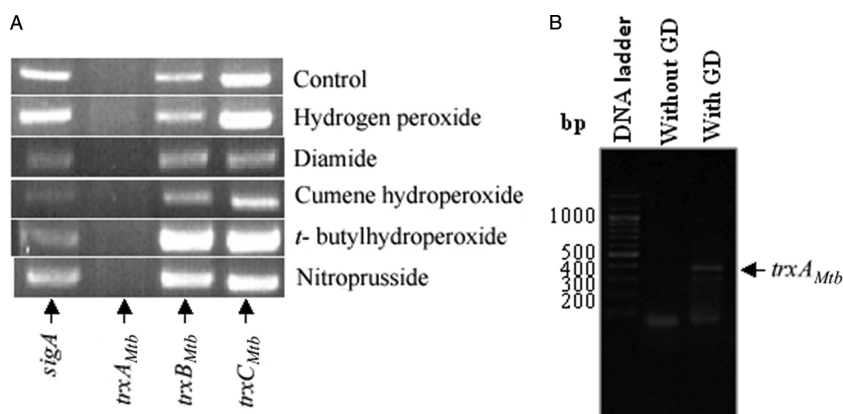 A
Control
Hydrogen peroxide
Diamide
Cumene hydroperoxide
t- butylhydroperoxide
Nitroprusside
sigA
trxAMtb
trxBMtb
trxCMtb
B
bp
DNA ladder
Without GD
With GD
1000
500
400
300
200
trxAMtb